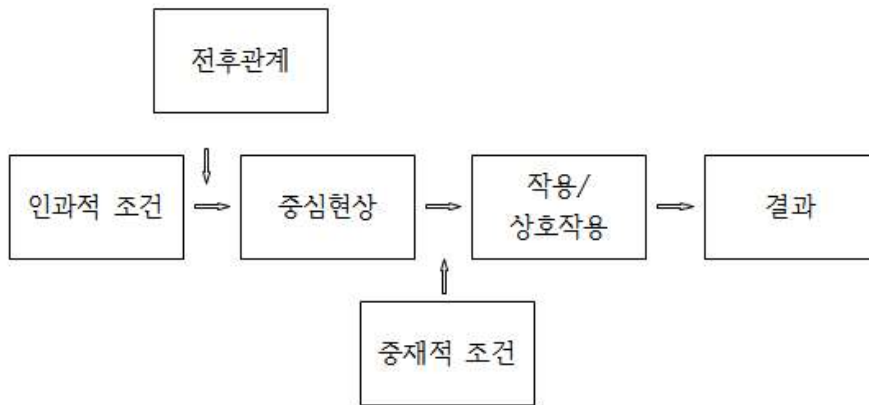 전후관계
인과적 조건
중심현상
작용/
상호작용
결과
중재적 조건